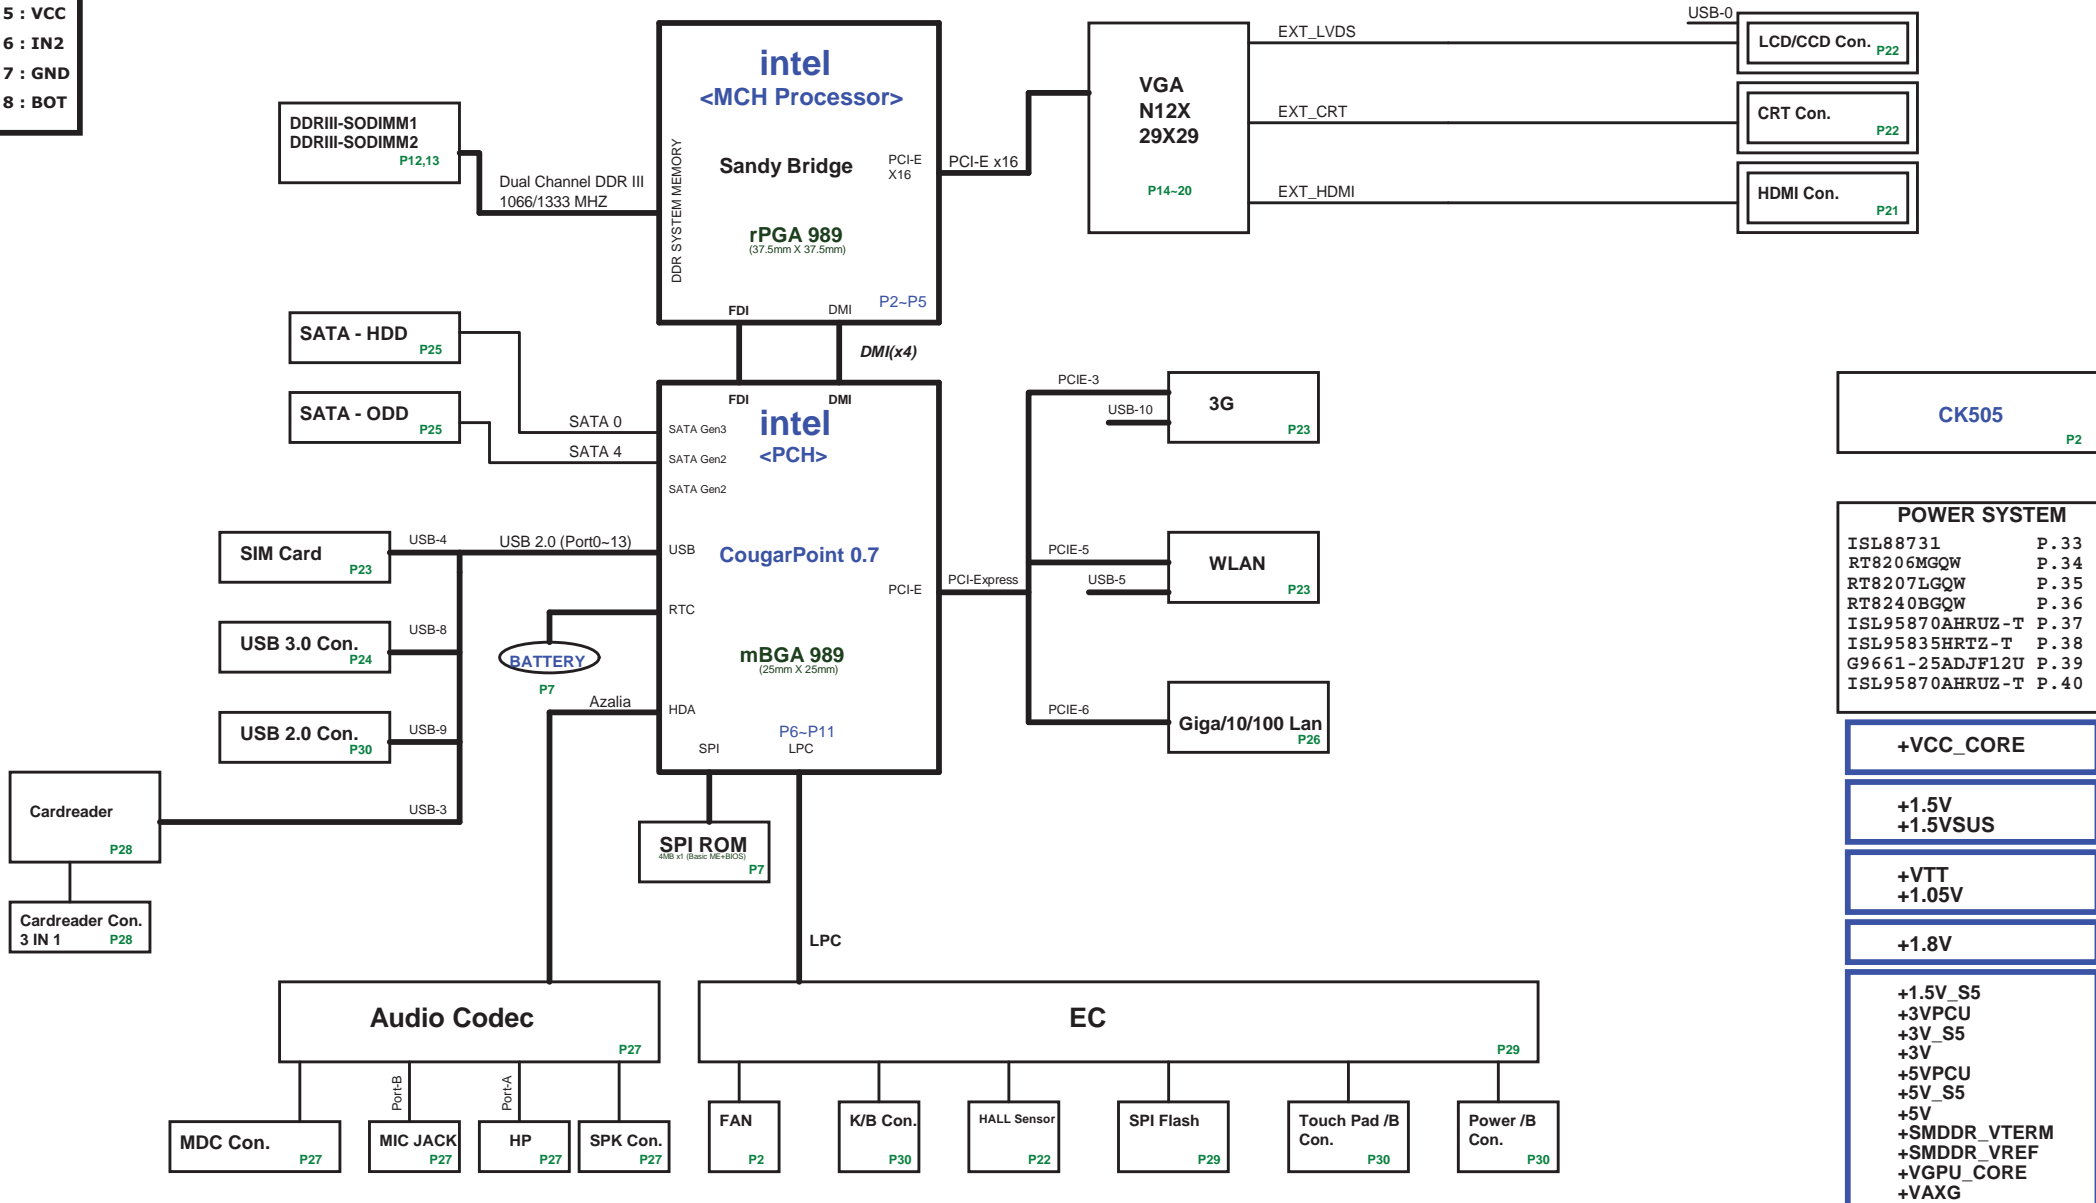 5 : VCC
6 : IN2
7 : GND
8 : BOT
DDRIII-SODIMM1
DDRIII-SODIMM2
P12,13
Dual Channel DDR III
1066/1333 MHZ
intel
<MCH Processor>
DDR SYSTEM MEMORY
Sandy Bridge
PCI-E
X16
rPGA 989
(37.5mm X 37.5mm)
P2~P5
FDI
DMI
PCI-E x16
VGA
N12X
29X29
P14~20
EXT_LVDS
EXT_CRT
EXT_HDMI
USB-0
LCD/CCD Con.
P22
CRT Con.
P22
HDMI Con.
P21
DMI(x4)
SATA - HDD
P25
SATA - ODD
P25
SATA 0
SATA 4
FDI
DMI
intel
<PCH>
SATA Gen3
SATA Gen2
SATA Gen2
USB
CougarPoint 0.7
PCI-E
RTC
mBGA 989
(25mm X 25mm)
HDA
P6~P11
SPI
LPC
SIM Card
P23
USB-4
USB 2.0 (Port0~13)
USB 3.0 Con.
P24
USB-8
USB 2.0 Con.
P30
USB-9
BATTERY
P7
Azalia
Cardreader
P28
USB-3
Cardreader Con.
3 IN 1
P28
SPI ROM
4MB x1 (Basic ME+BIOS)
P7
LPC
PCI-Express
PCIE-3
USB-10
3G
P23
PCIE-5
USB-5
WLAN
P23
PCIE-6
Giga/10/100 Lan
P26
CK505
P2
POWER SYSTEM
ISL88731 P.33
RT8206MGQW P.34
RT8207LGQW P.35
RT8240BGQW P.36
ISL95870AHRUZ-T P.37
ISL95835HRTZ-T P.38
G9661-25ADJF12U P.39
ISL95870AHRUZ-T P.40
+VCC_CORE
+1.5V
+1.5VSUS
+VTT
+1.05V
+1.8V
+1.5V_S5
+3VPCU
+3V_S5
+3V
+5VPCU
+5V_S5
+5V
+SMDDR_VTERM
+SMDDR_VREF
+VGPU_CORE
+VAXG
Audio Codec
P27
Port-B
Port-A
MDC Con.
P27
MIC JACK
P27
HP
P27
SPK Con.
P27
EC
P29
FAN
P2
K/B Con.
P30
HALL Sensor
P22
SPI Flash
P29
Touch Pad /B
Con.
P30
Power /B
Con.
P30